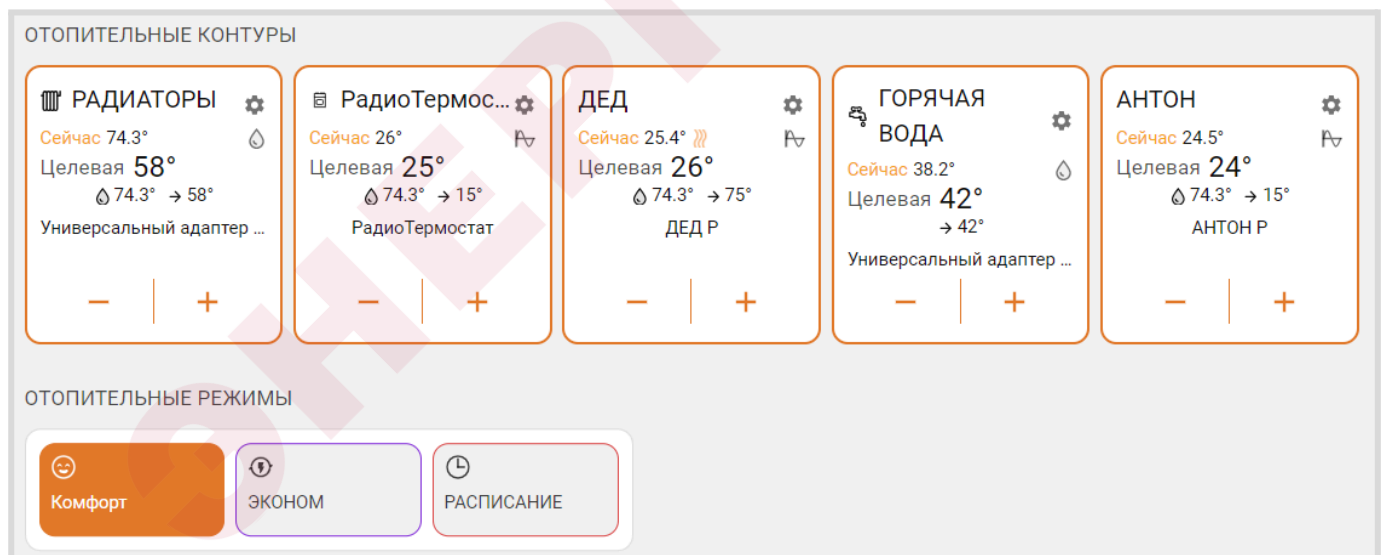 ОТОПИТЕЛЬНЫЕ КОНТУРЫ
РАДИАТОРЫ
Сейчас 74.3°
Целевая 58°
74.3° → 58°
Универсальный адаптер ...
РадиоТермос...
Сейчас 26°
Целевая 25°
74.3° → 15°
РадиоТермостат
ДЕД
Сейчас 25.4°
Целевая 26°
74.3° → 75°
ДЕД Р
ГОРЯЧАЯ
ВОДА
Сейчас 38.2°
Целевая 42°
→ 42°
Универсальный адаптер ...
АНТОН
Сейчас 24.5°
Целевая 24°
74.3° → 15°
АНТОН Р
− +
− +
− +
− +
− +
ОТОПИТЕЛЬНЫЕ РЕЖИМЫ
Комфорт
ЭКОНОМ
РАСПИСАНИЕ